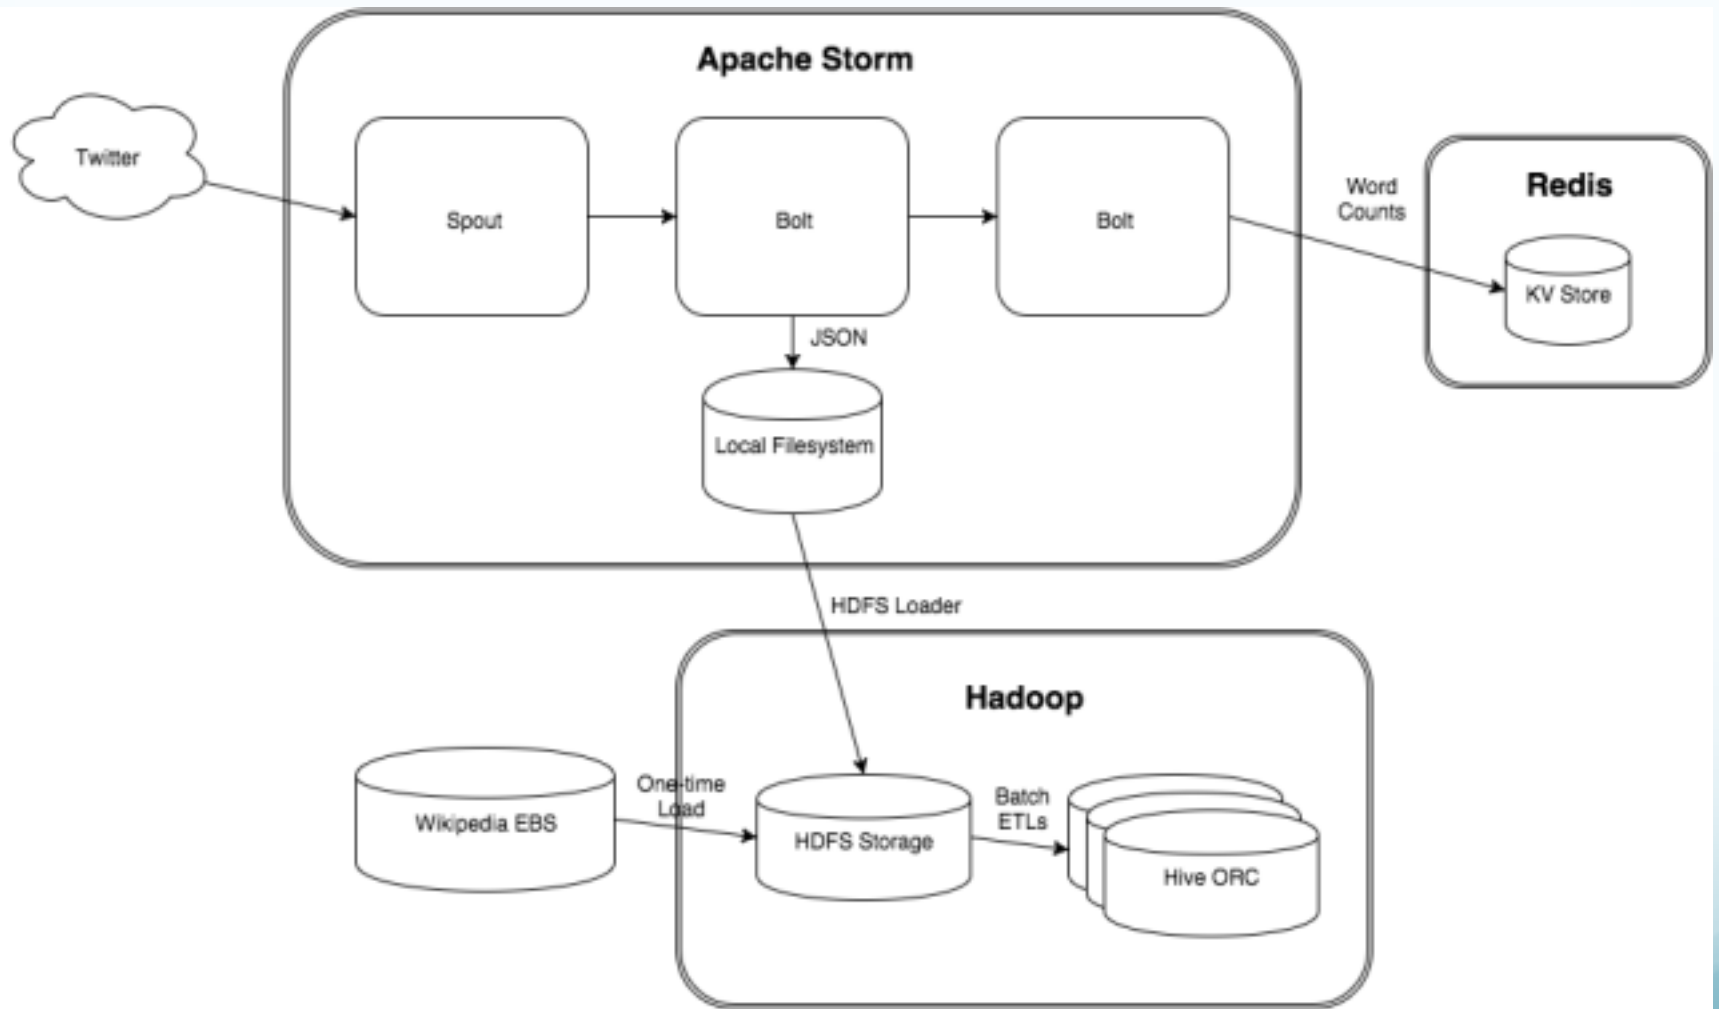 Apache Storm
Twitter
Spout
Bolt
Bolt
Word
Counts
Redis
KV Store
JSON
Local Filesystem
HDFS Loader
Hadoop
Wikipedia EBS
One-time
Load
HDFS Storage
Batch
ETLs
Hive ORC